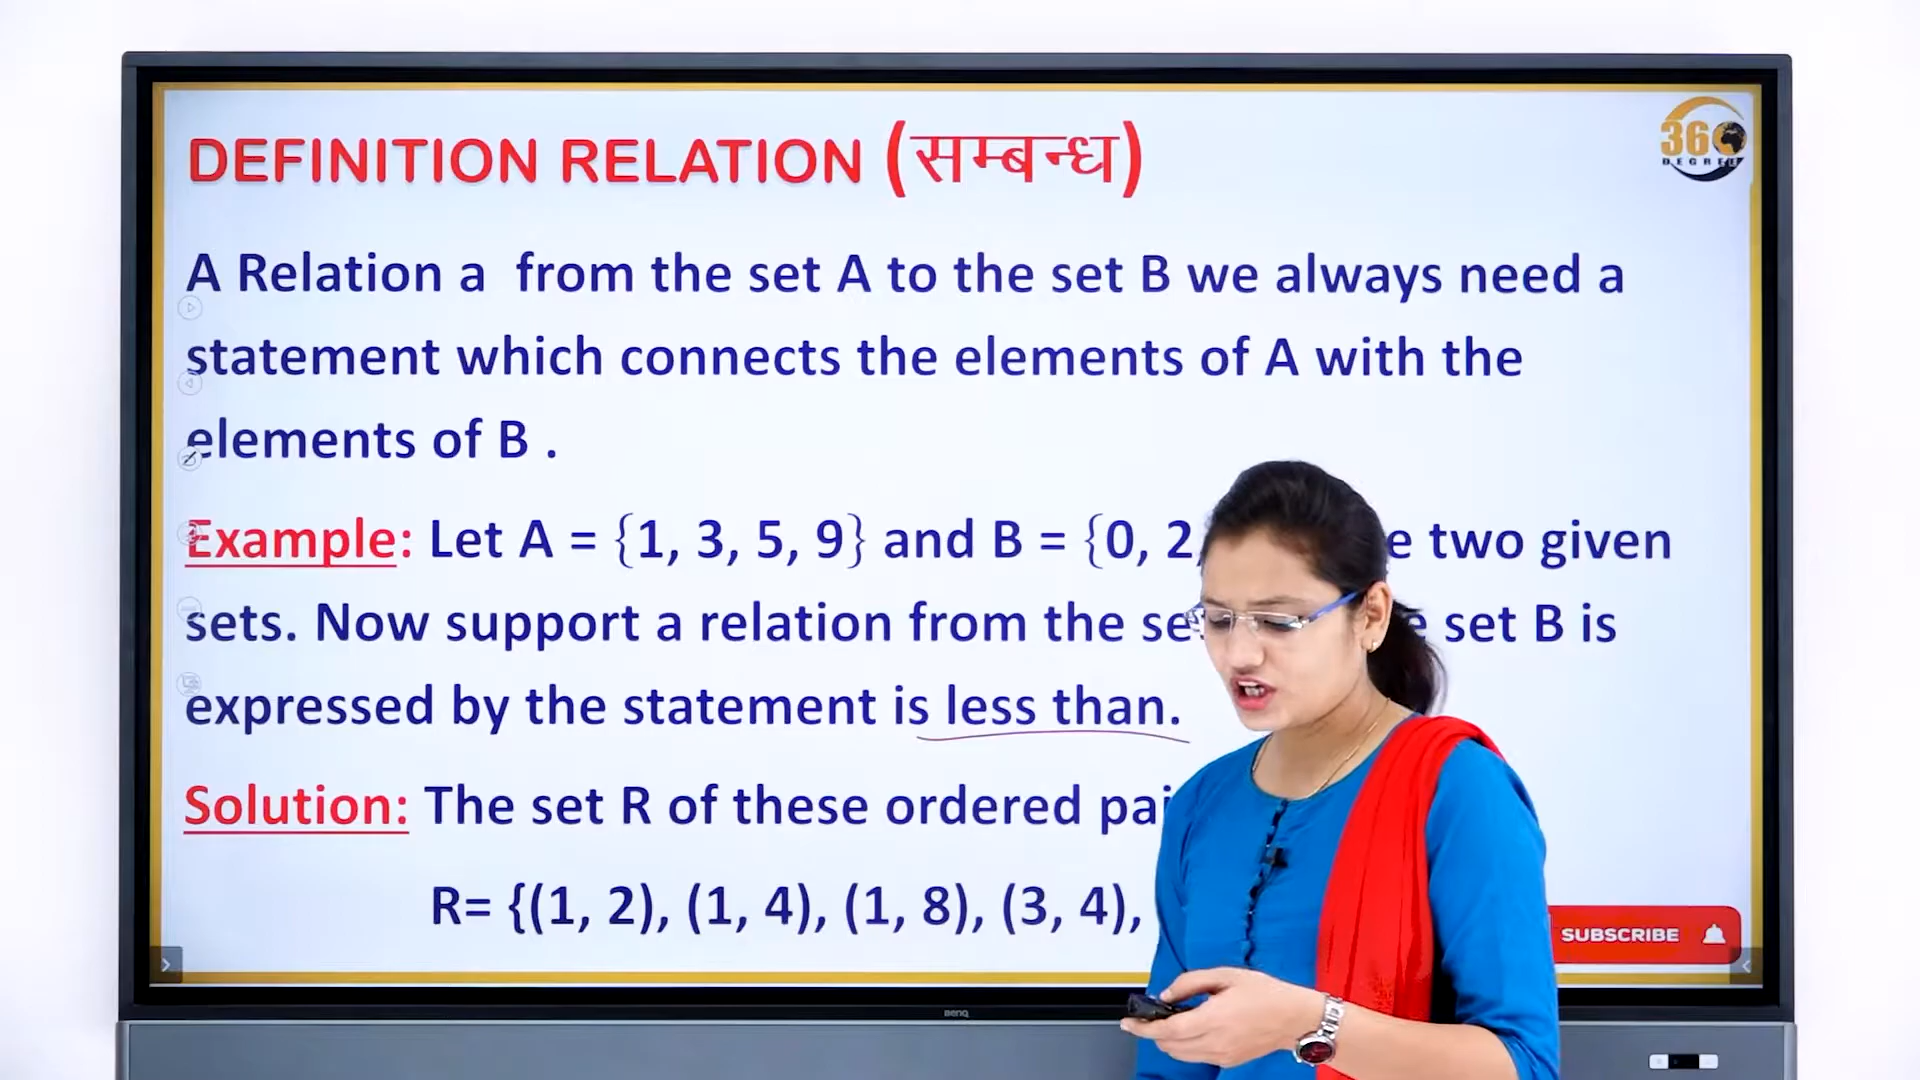 DEFINITION RELATION (सम्बन्ध)
360
DEGREE
A Relation a from the set A to the set B we always need a
statement which connects the elements of A with the
elements of B .
Example: Let A = {1, 3, 5, 9} and B = {0, 2, two given
sets. Now support a relation from the set B is
expressed by the statement is less than.
Solution: The set R of these ordered
R= {(1, 2), (1, 4), (1, 8), (3, 4),
SUBSCRIBE
BenQ